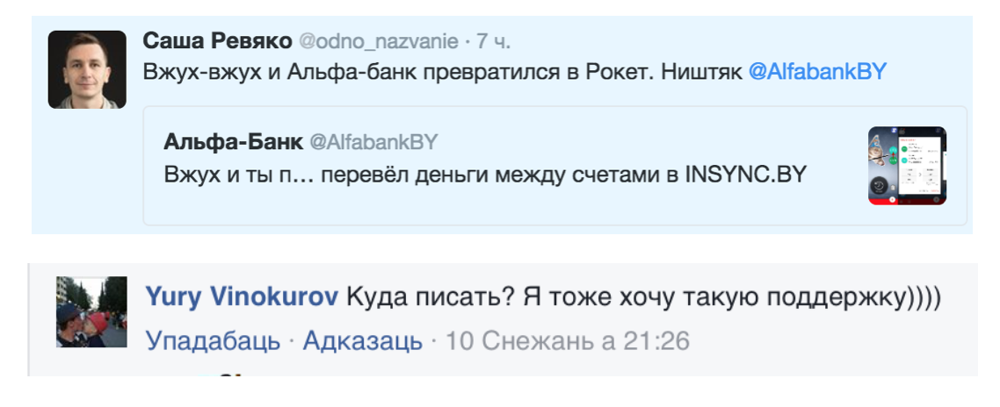 Саша Ревяко @odno_nazvanie · 7 ч.
Вжух-вжух и Альфа-банк превратился в Рокет. Ништяк @AlfabankBY
Альфа-Банк @AlfabankBY
Вжух и ты п... перевёл деньги между счетами в INSYNC.BY
Yury Vinokurov Куда писать? Я тоже хочу такую поддержку))))
Упадабаць · Адказаць · 10 Снежань а 21:26